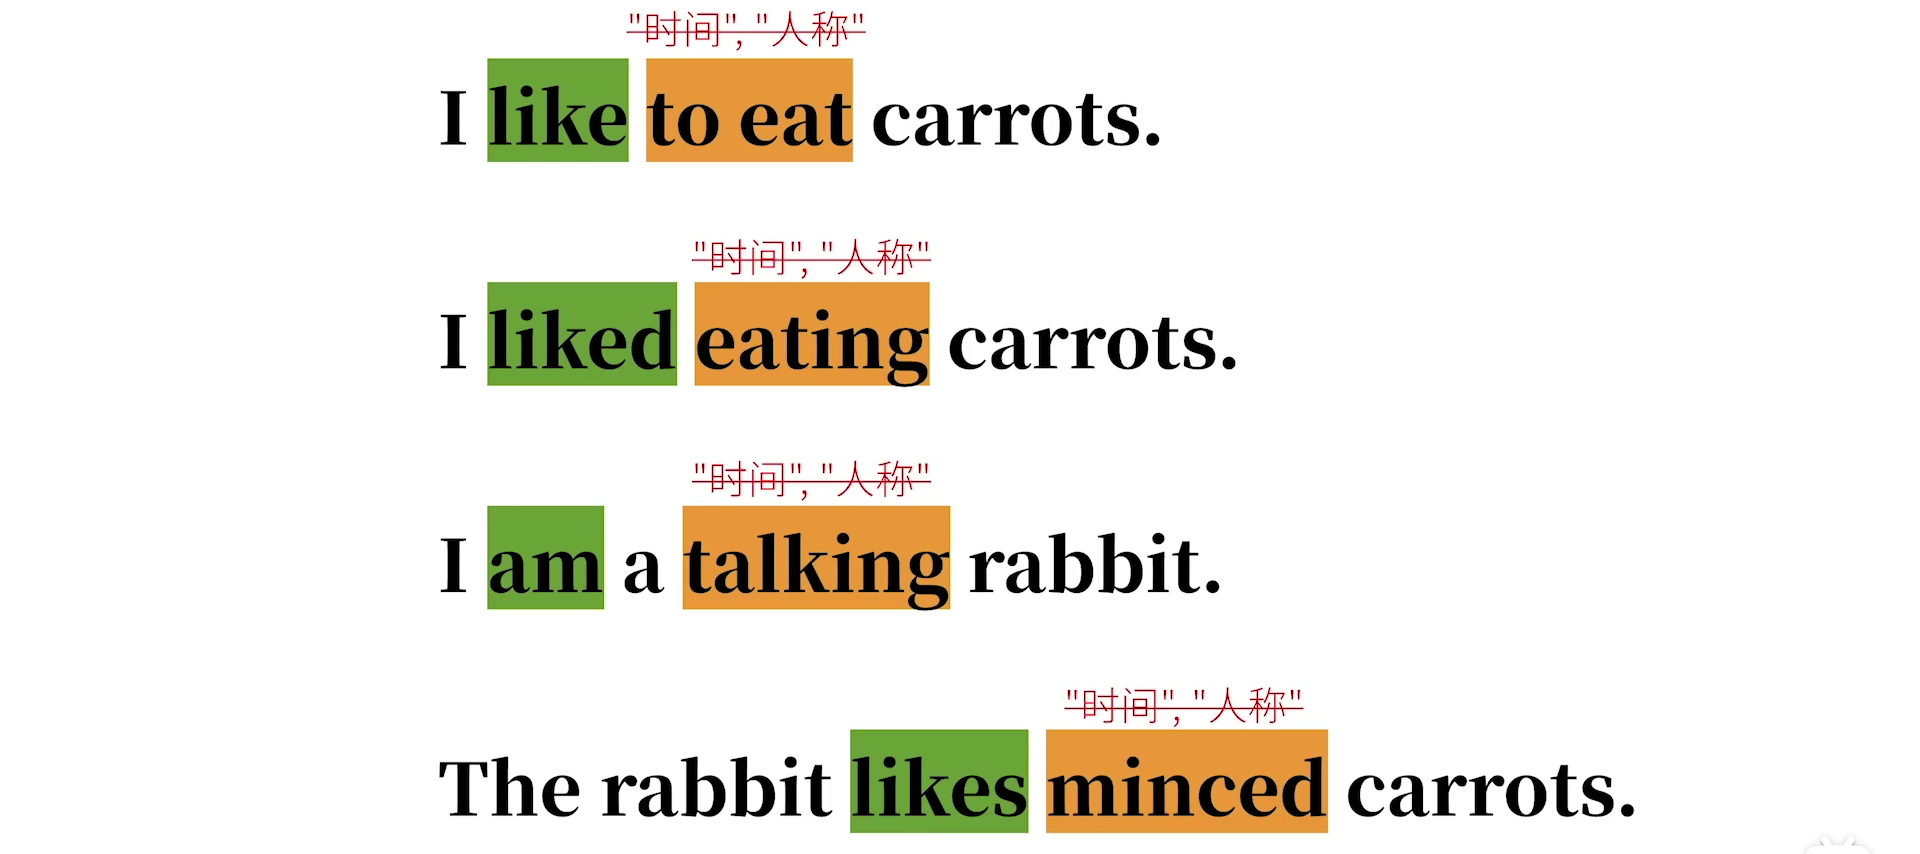 "时间", "人称"
I like to eat carrots.
"时间", "人称"
I liked eating carrots.
"时间", "人称"
I am a talking rabbit.
"时间", "人称"
The rabbit likes minced carrots.